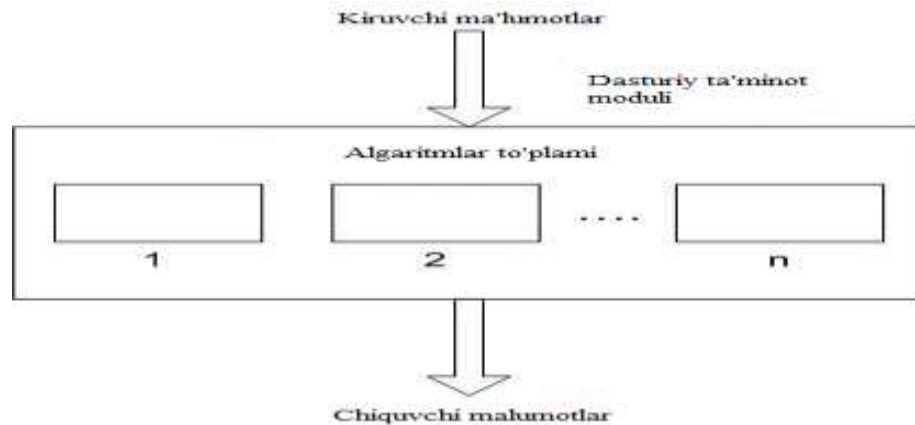 Kiruvchi ma'lumotlar
Dasturiy ta'minot
moduli
Algaritmlar to'plami
....
1 2 n
Chiquvchi malumotlar